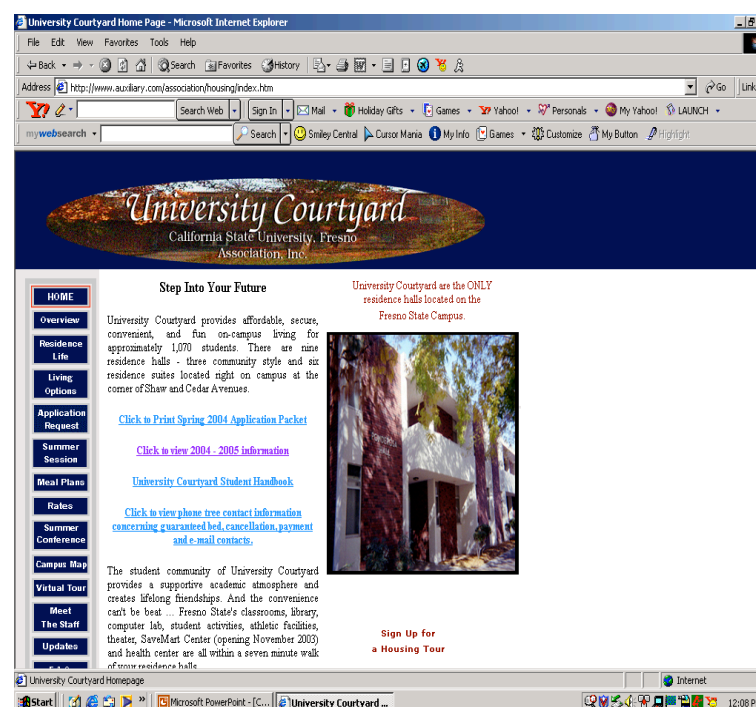 University Courtyard Home Page - Microsoft Internet Explorer
File Edit View Favorites Tools Help
Back Search Favorites History
Address http://www.auxiliary.com/association/housing/index.htm Go Link
Y! Search Web Sign In Mail Holiday Gifts Games Yahoo! Personals My Yahoo! LAUNCH
mywebsearch Search Smiley Central Cursor Mania My Info Games Customize My Button Highlight
University Courtyard
California State University, Fresno
Association, Inc.
HOME
Overview
Residence
Life
Living
Options
Application
Request
Summer
Session
Meal Plans
Rates
Summer
Conference
Campus Map
Virtual Tour
Meet
The Staff
Updates
Step Into Your Future
University Courtyard provides affordable, secure,
convenient, and fun on-campus living for
approximately 1,070 students. There are nine
residence halls - three community style and six
residence suites located right on campus at the
corner of Shaw and Cedar Avenues.
Click to Print Spring 2004 Application Packet
Click to view 2004 - 2005 information
University Courtyard Student Handbook
Click to view phone tree contact information
concerning guaranteed bed, cancellation, payment
and e-mail contacts.
The student community of University Courtyard
provides a supportive academic atmosphere and
creates lifelong friendships. And the convenience
can't be beat ... Fresno State's classrooms, library,
computer lab, student activities, athletic facilities,
theater, SaveMart Center (opening November 2003)
and health center are all within a seven minute walk
of your residence halls.
University Courtyard are the ONLY
residence halls located on the
Fresno State Campus.
Sign Up for
a Housing Tour
University Courtyard Homepage Internet
Start Microsoft PowerPoint - [C... University Courtyard ... 12:08 P